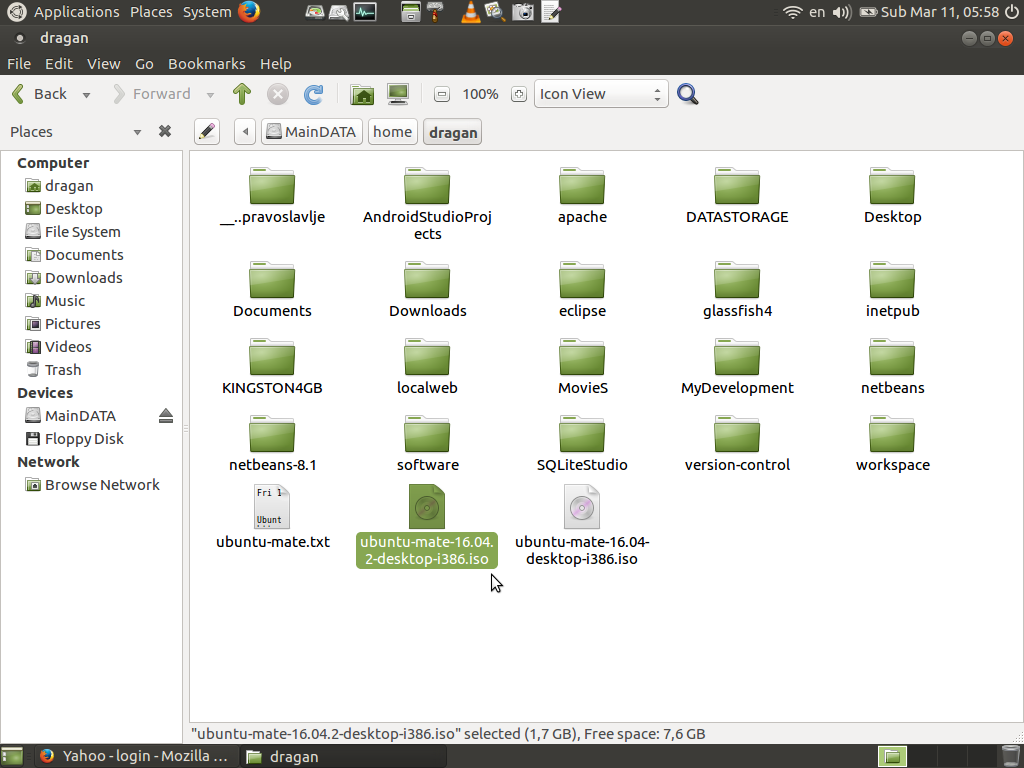 Applications Places System en Sun Mar 11, 05:58
dragan
File Edit View Go Bookmarks Help
Back Forward 100% Icon View
Places MainDATA home dragan
Computer
dragan
Desktop
File System
Documents
Downloads
Music
Pictures
Videos
Trash
Devices
MainDATA
Floppy Disk
Network
Browse Network
__..pravoslavlje
AndroidStudioProj
ects
apache
DATASTORAGE
Desktop
Documents
Downloads
eclipse
glassfish4
inetpub
KINGSTON4GB
localweb
MovieS
MyDevelopment
netbeans
netbeans-8.1
software
SQLiteStudio
version-control
workspace
Fri 1
Ubunt
ubuntu-mate.txt
ubuntu-mate-16.04.
2-desktop-i386.iso
ubuntu-mate-16.04-
desktop-i386.iso
"ubuntu-mate-16.04.2-desktop-i386.iso" selected (1,7 GB), Free space: 7,6 GB
Yahoo - login - Mozilla ... dragan